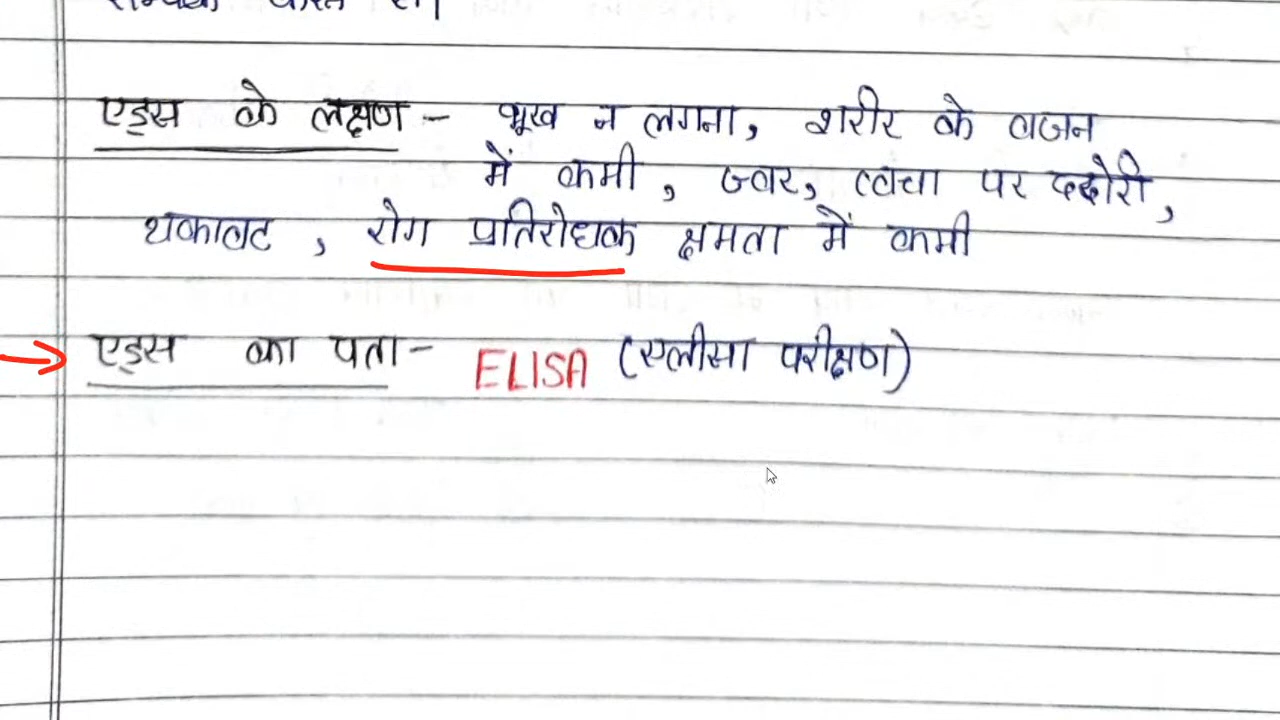 एड्स के लक्षण - भूख न लगना, शरीर के वजन
में कमी, ज्वर, त्वचा पर ददोरी,
थकावट, रोग प्रतिरोधक क्षमता में कमी
एड्स का पता - ELISA (एलीसा परीक्षण)